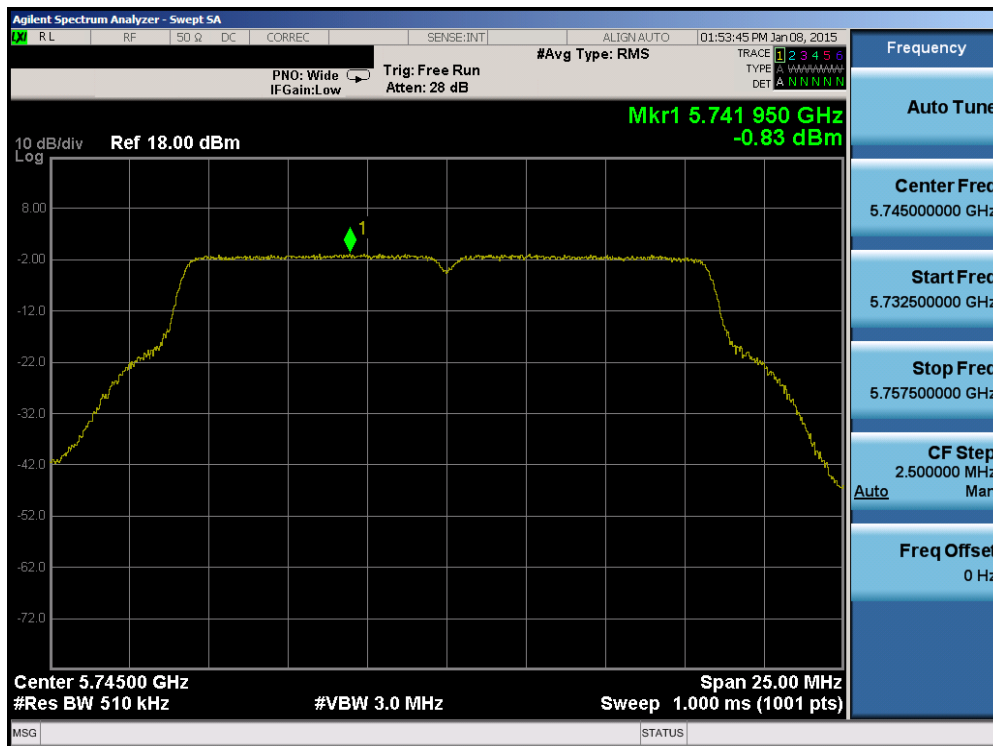 Agilent Spectrum Analyzer - Swept SA
LXI RL RF 50 Ω DC CORREC SENSE:INT ALIGN AUTO 01:53:45 PM Jan 08, 2015
#Avg Type: RMS TRACE 1 2 3 4 5 6
PNO: Wide Trig: Free Run TYPE A WWWWW
IFGain:Low Atten: 28 dB DET A N N N N N
Mkr1 5.741 950 GHz
-0.83 dBm
10 dB/div Ref 18.00 dBm
Log
1
8.00
-2.00
-12.0
-22.0
-32.0
-42.0
-52.0
-62.0
-72.0
Center 5.74500 GHz Span 25.00 MHz
#Res BW 510 kHz #VBW 3.0 MHz Sweep 1.000 ms (1001 pts)
MSG STATUS
Frequency
Auto Tune
Center Freq
5.745000000 GHz
Start Freq
5.732500000 GHz
Stop Freq
5.757500000 GHz
CF Step
2.500000 MHz
Auto Man
Freq Offset
0 Hz